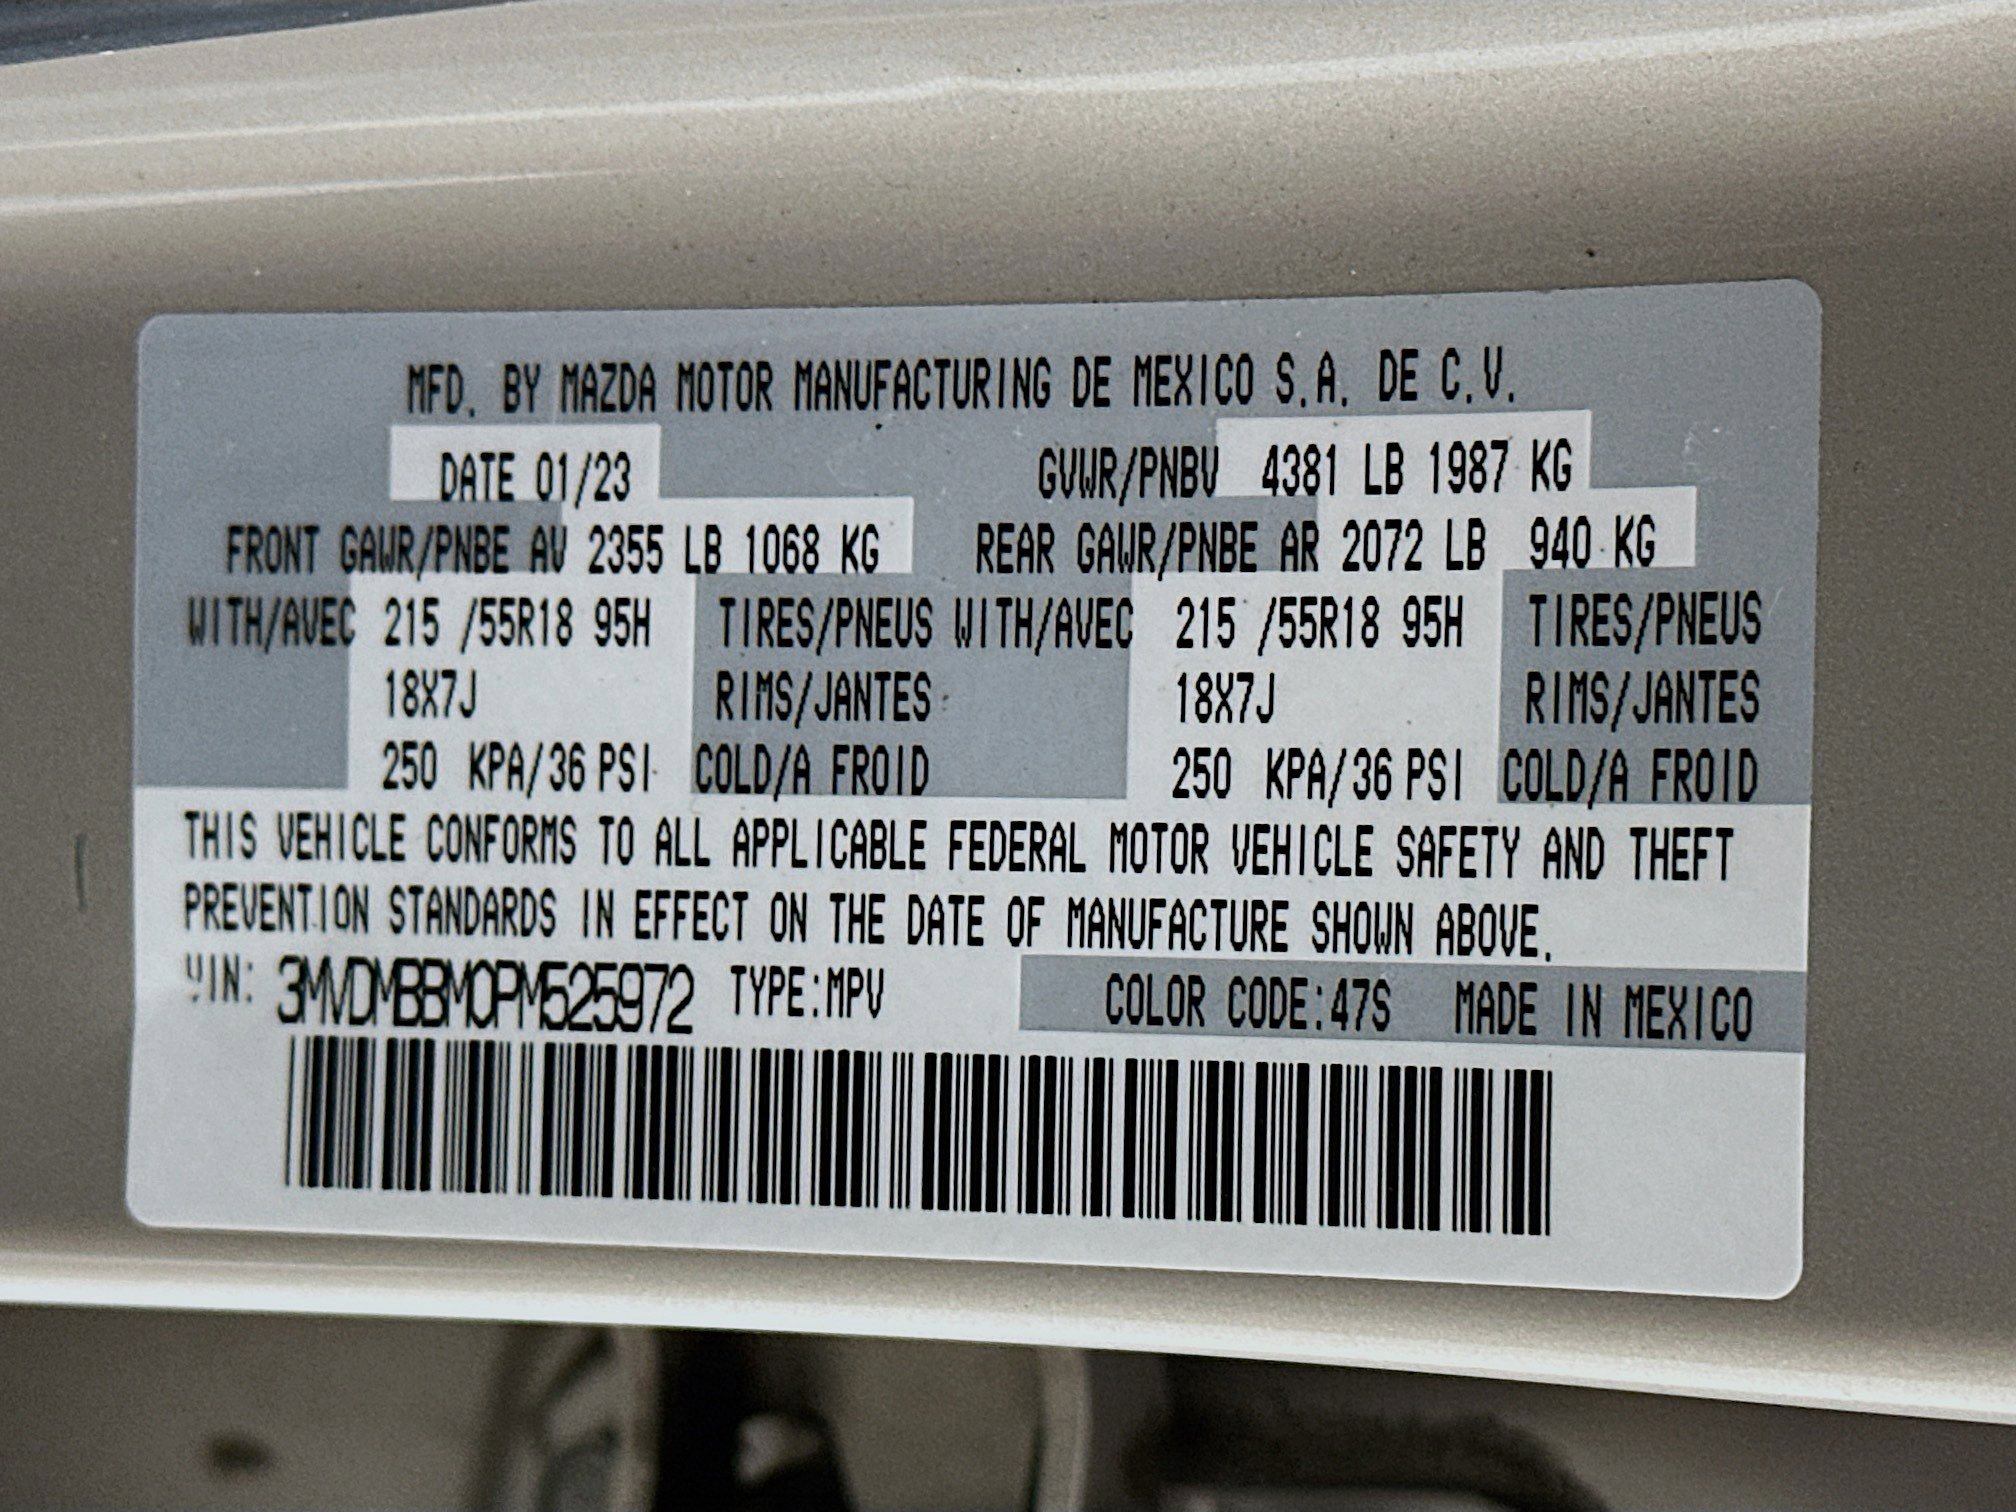 MFD. BY MAZDA MOTOR MANUFACTURING DE MEXICO S.A. DE C.V.
DATE 01/23 GVWR/PNBV 4381 LB 1987 KG
FRONT GAWR/PNBE AV 2355 LB 1068 KG REAR GAWR/PNBE AR 2072 LB 940 KG
WITH/AVEC 215 /55R18 95H TIRES/PNEUS WITH/AVEC 215 /55R18 95H TIRES/PNEUS
18X7J RIMS/JANTES 18X7J RIMS/JANTES
250 KPA/36 PSI COLD/A FROID 250 KPA/36 PSI COLD/A FROID
THIS VEHICLE CONFORMS TO ALL APPLICABLE FEDERAL MOTOR VEHICLE SAFETY AND THEFT
PREVENTION STANDARDS IN EFFECT ON THE DATE OF MANUFACTURE SHOWN ABOVE.
VIN: 3MVDMBBM0PM525972 TYPE:MPV COLOR CODE:47S MADE IN MEXICO